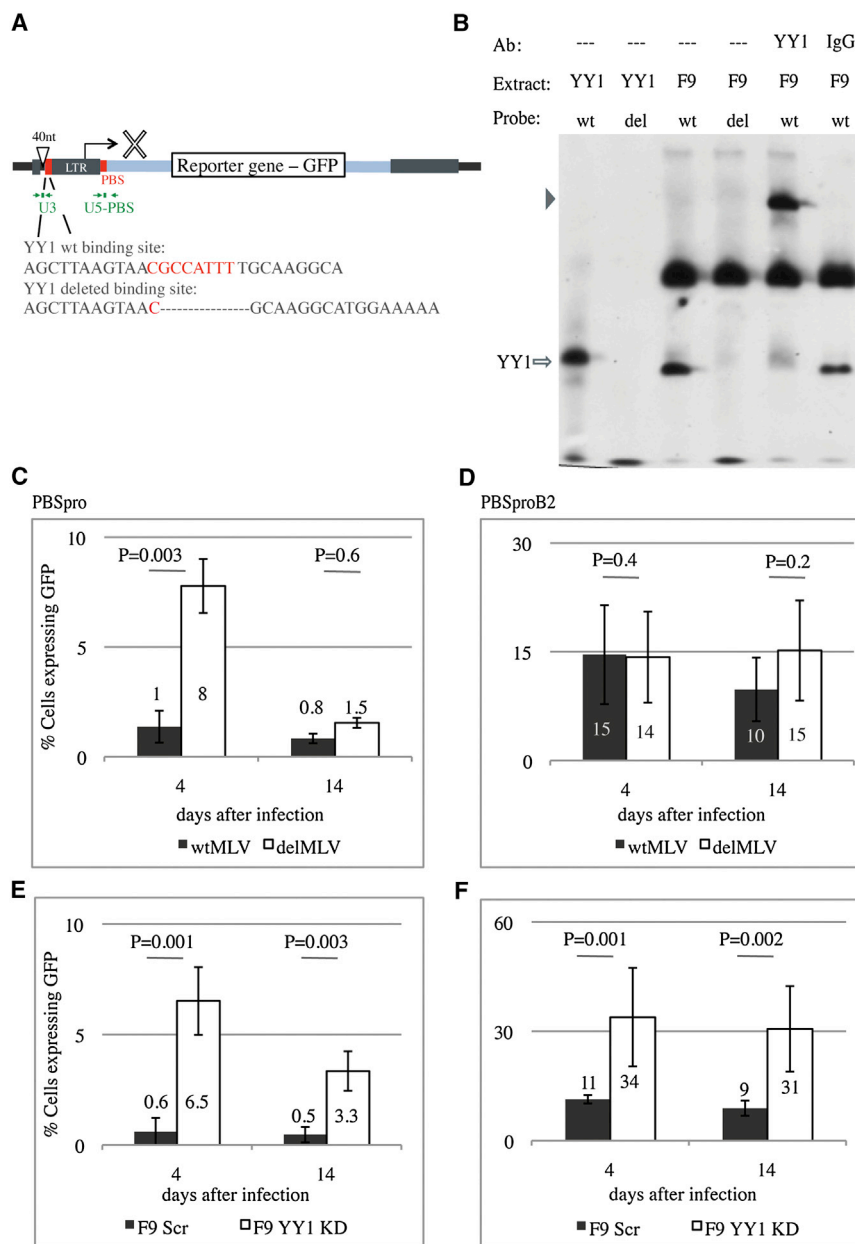 A
40nt
LTR
PBS
Reporter gene – GFP
U3
U5-PBS
YY1 wt binding site:
AGCTTAAGTAACGCCATTTTGCAAGGCA
YY1 deleted binding site:
AGCTTAAGTAAC----------------GCAAGGCATGGAAAAA
B
Ab: --- --- --- --- YY1 IgG
Extract: YY1 YY1 F9 F9 F9 F9
Probe: wt del wt del wt wt
YY1
C
PBSpro
10
P=0.003 P=0.6
5
1 8 0.8 1.5
0
4 14
days after infection
wtMLV delMLV
% Cells expressing GFP
D
PBSproB2
30
P=0.4 P=0.2
15
15 14 10 15
0
4 14
days after infection
wtMLV delMLV
E
10
P=0.001 P=0.003
5
0.6 6.5 0.5 3.3
0
4 14
days after infection
F9 Scr F9 YY1 KD
% Cells expressing GFP
F
60
P=0.001 P=0.002
30
11 34 9 31
0
4 14
days after infection
F9 Scr F9 YY1 KD